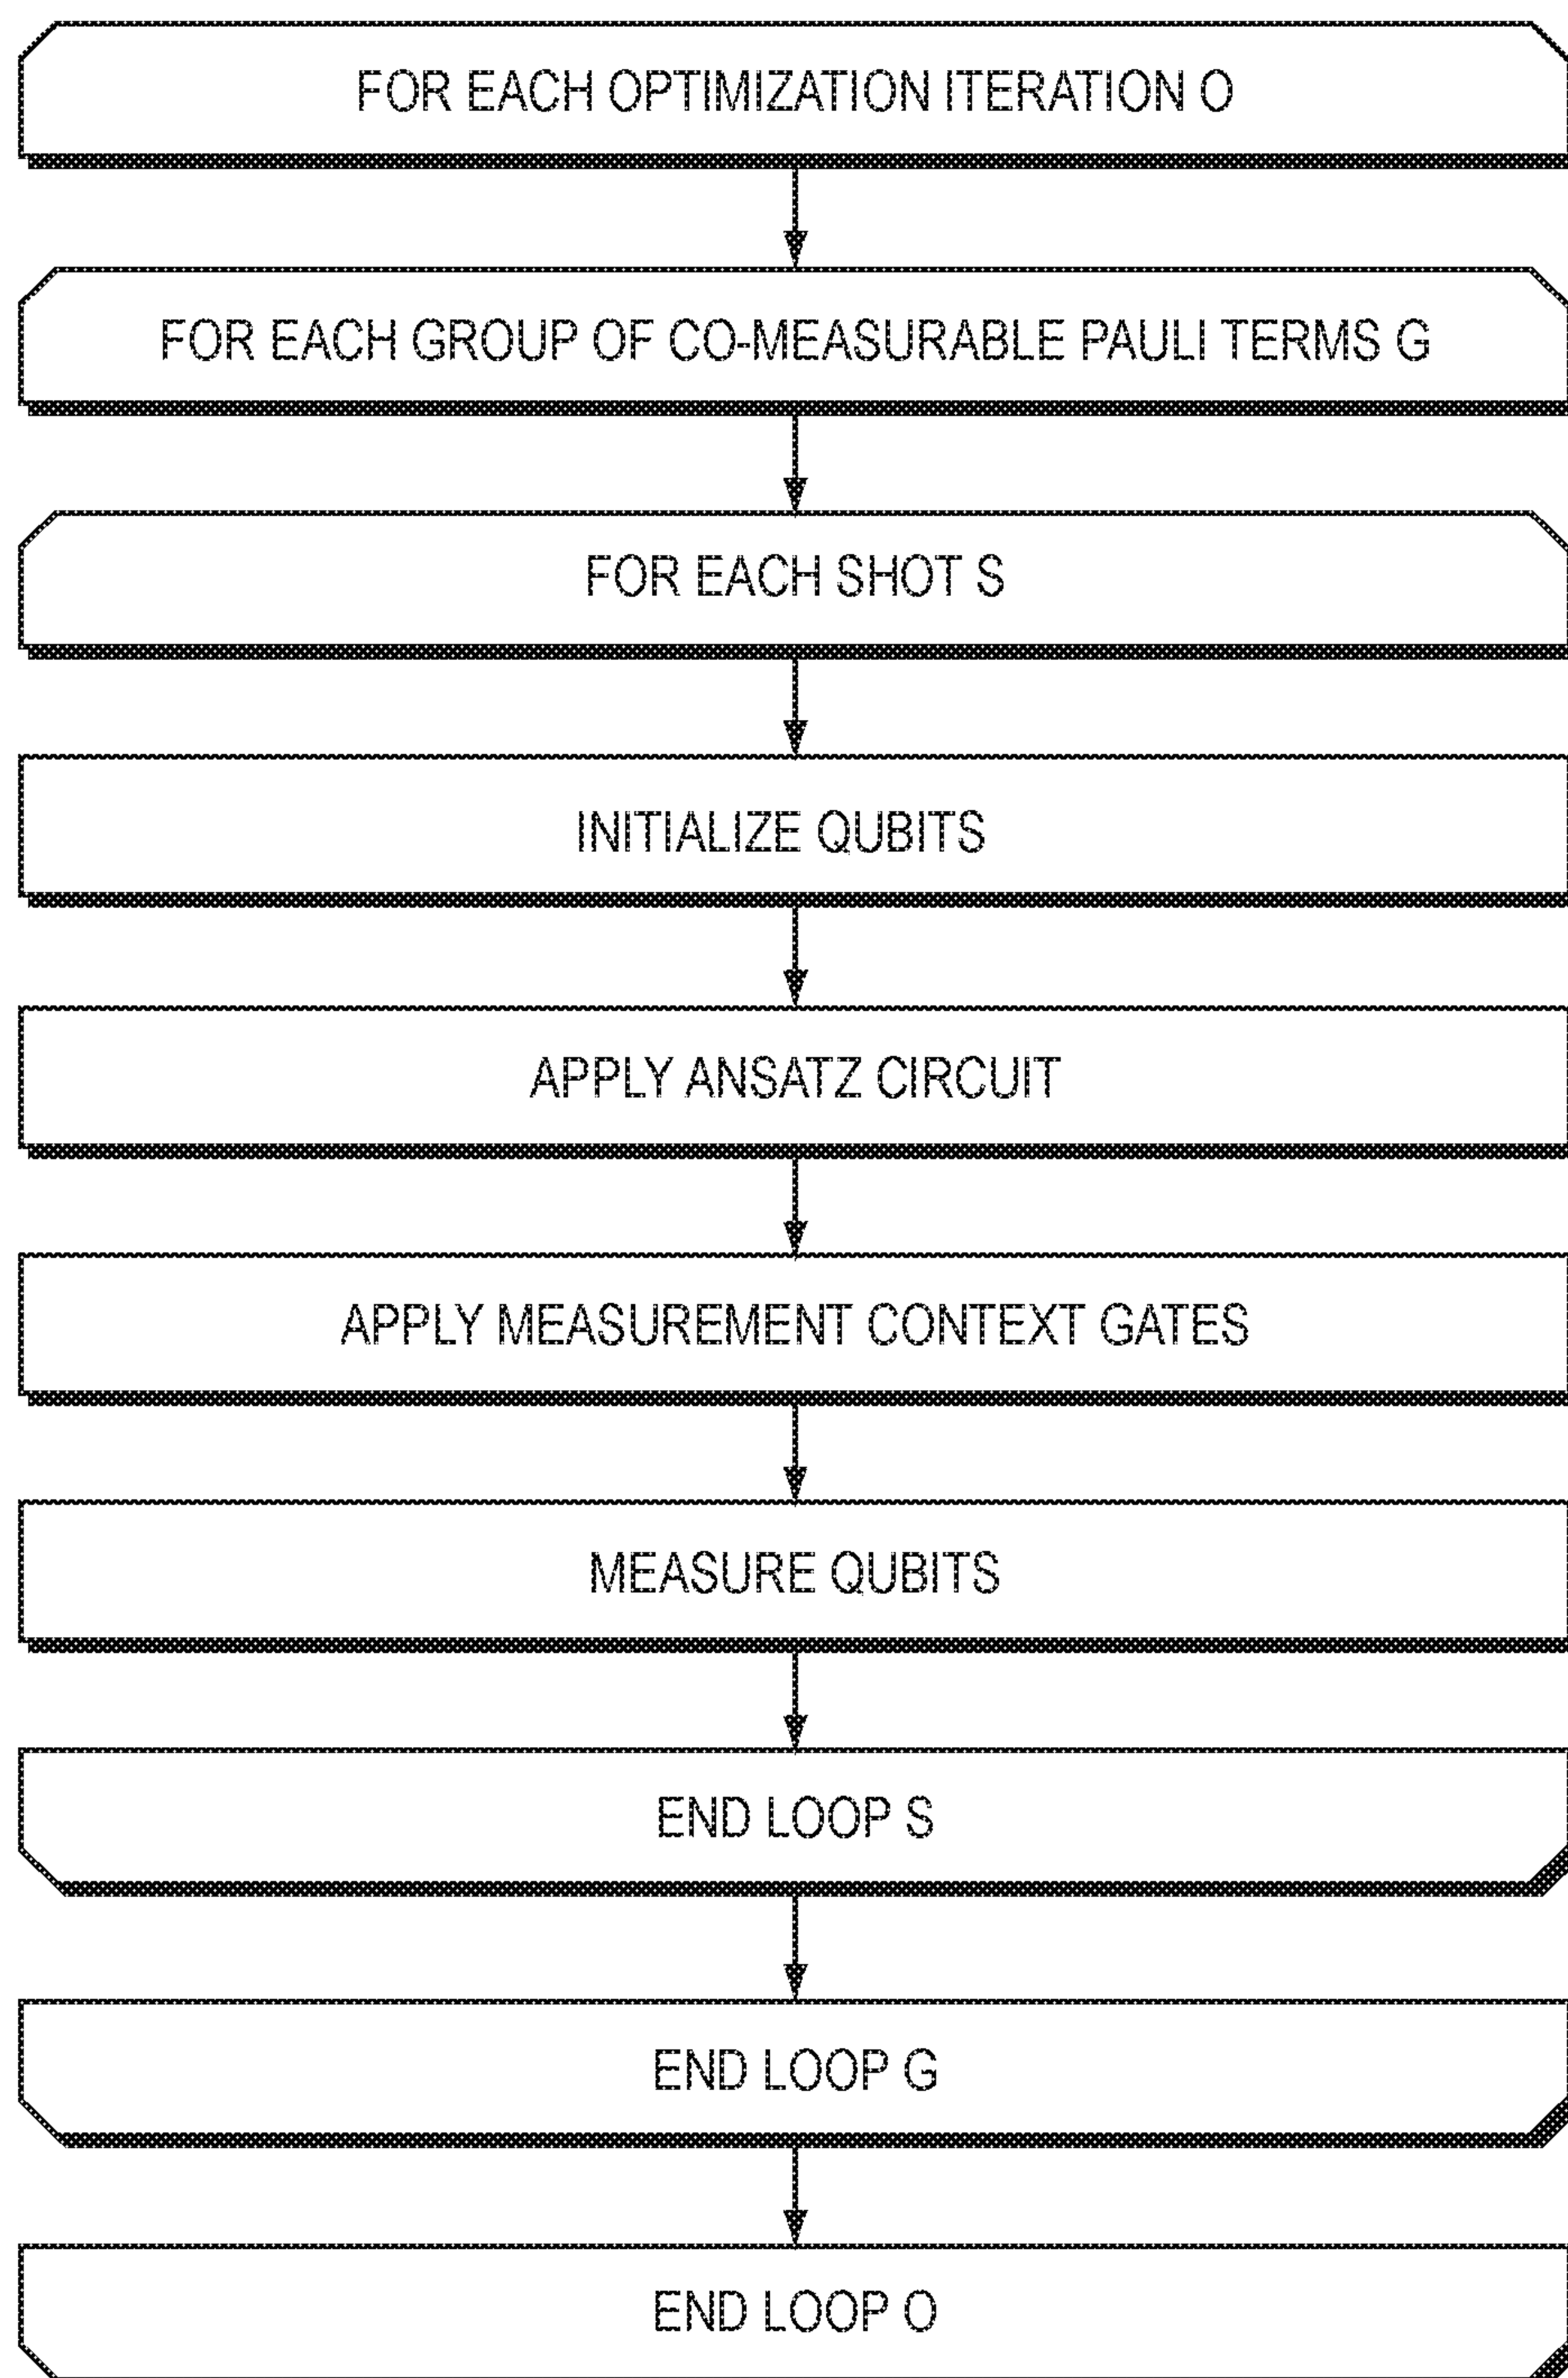 FOR EACH OPTIMIZATION ITERATION O
FOR EACH GROUP OF CO-MEASURABLE PAULI TERMS G
FOR EACH SHOT S
INITIALIZE QUBITS
APPLY ANSATZ CIRCUIT
APPLY MEASUREMENT CONTEXT GATES
MEASURE QUBITS
END LOOP S
END LOOP G
END LOOP O